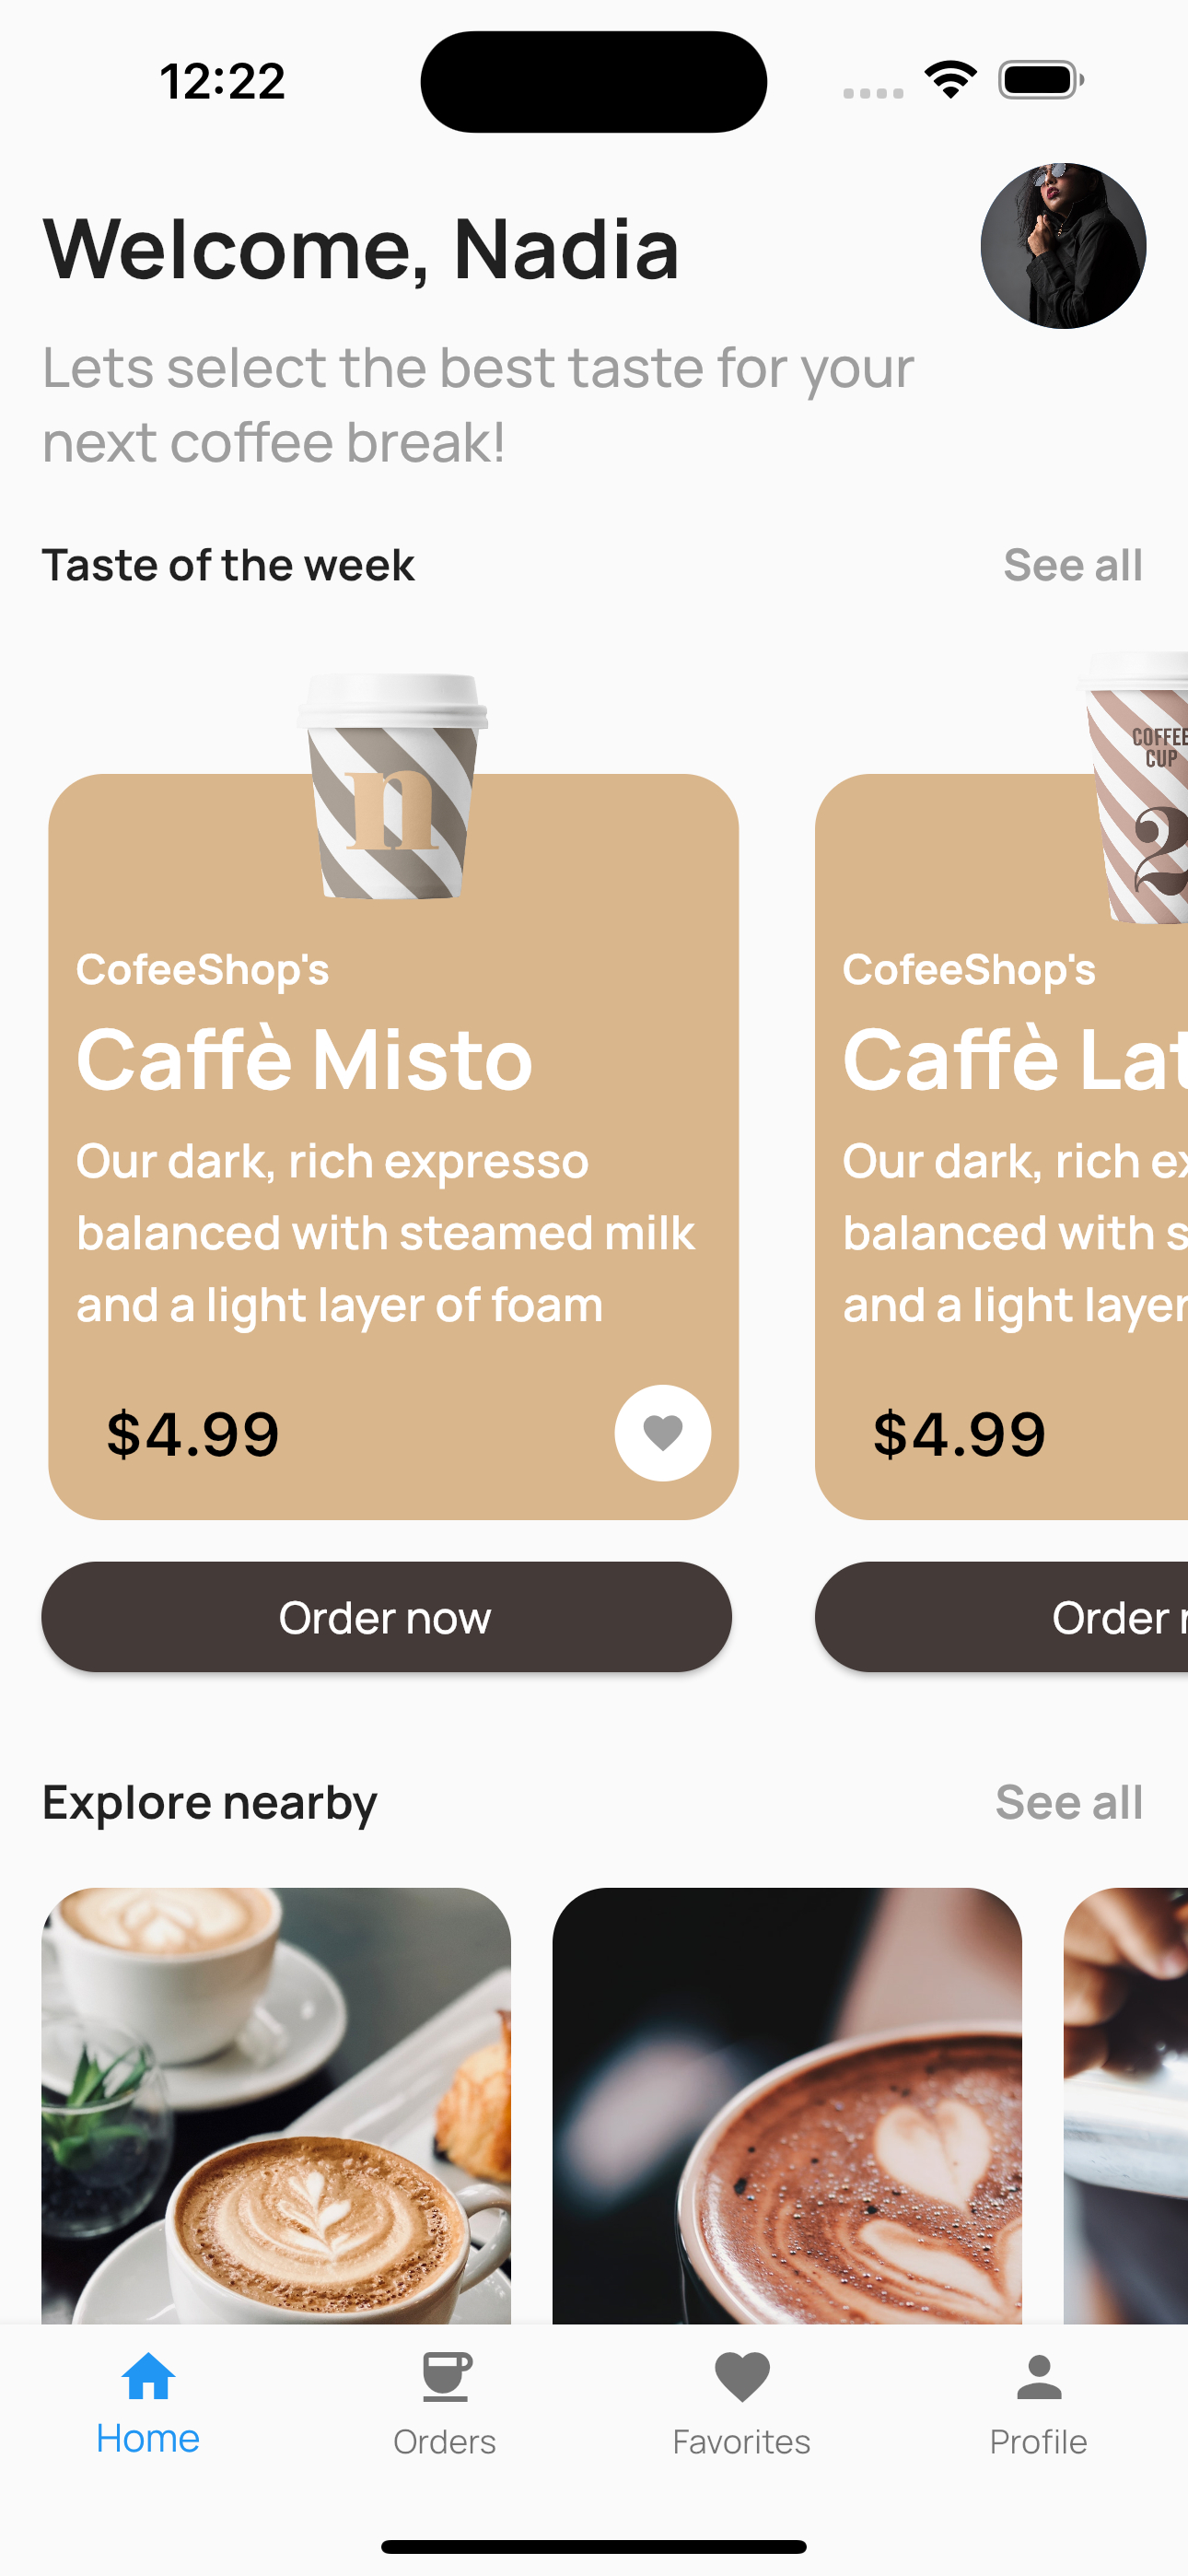 12:22
Welcome, Nadia
Lets select the best taste for your
next coffee break!
Taste of the week
See all
n
CofeeShop's
Caffè Misto
Our dark, rich expresso
balanced with steamed milk
and a light layer of foam
$4.99
Order now
COFFEE
CUP
2
CofeeShop's
Caffè Lat
Our dark, rich ex
balanced with s
and a light layer
$4.99
Order
Explore nearby
See all
Home
Orders
Favorites
Profile